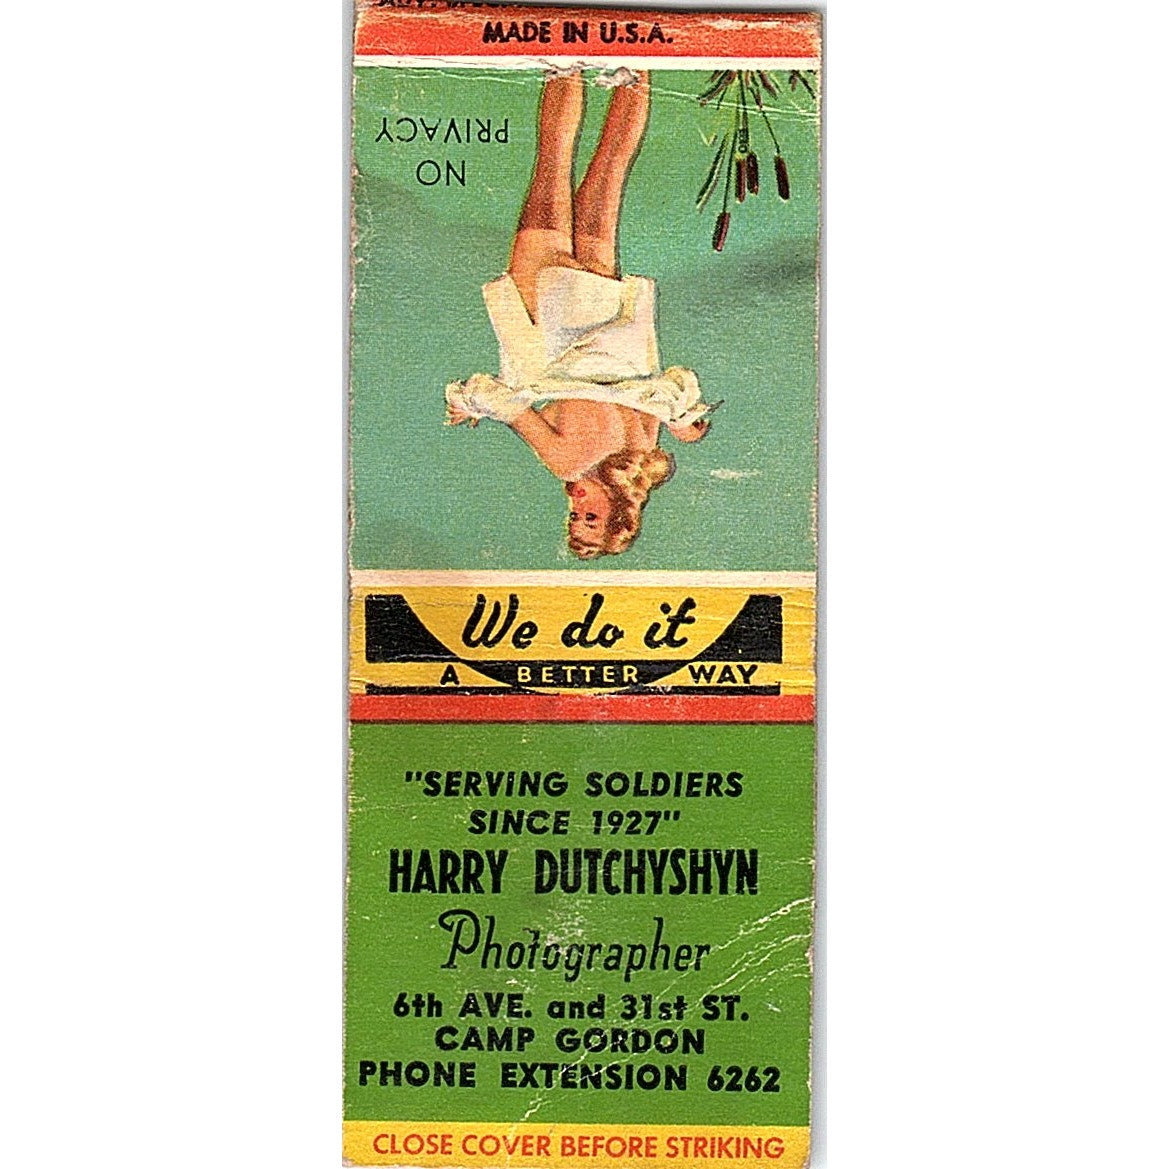 MADE IN U.S.A.
NO
PRIVACY
We do it
A BETTER WAY
"SERVING SOLDIERS
SINCE 1927"
HARRY DUTCHYSHYN
Photographer
6th AVE. and 31st ST.
CAMP GORDON
PHONE EXTENSION 6262
CLOSE COVER BEFORE STRIKING